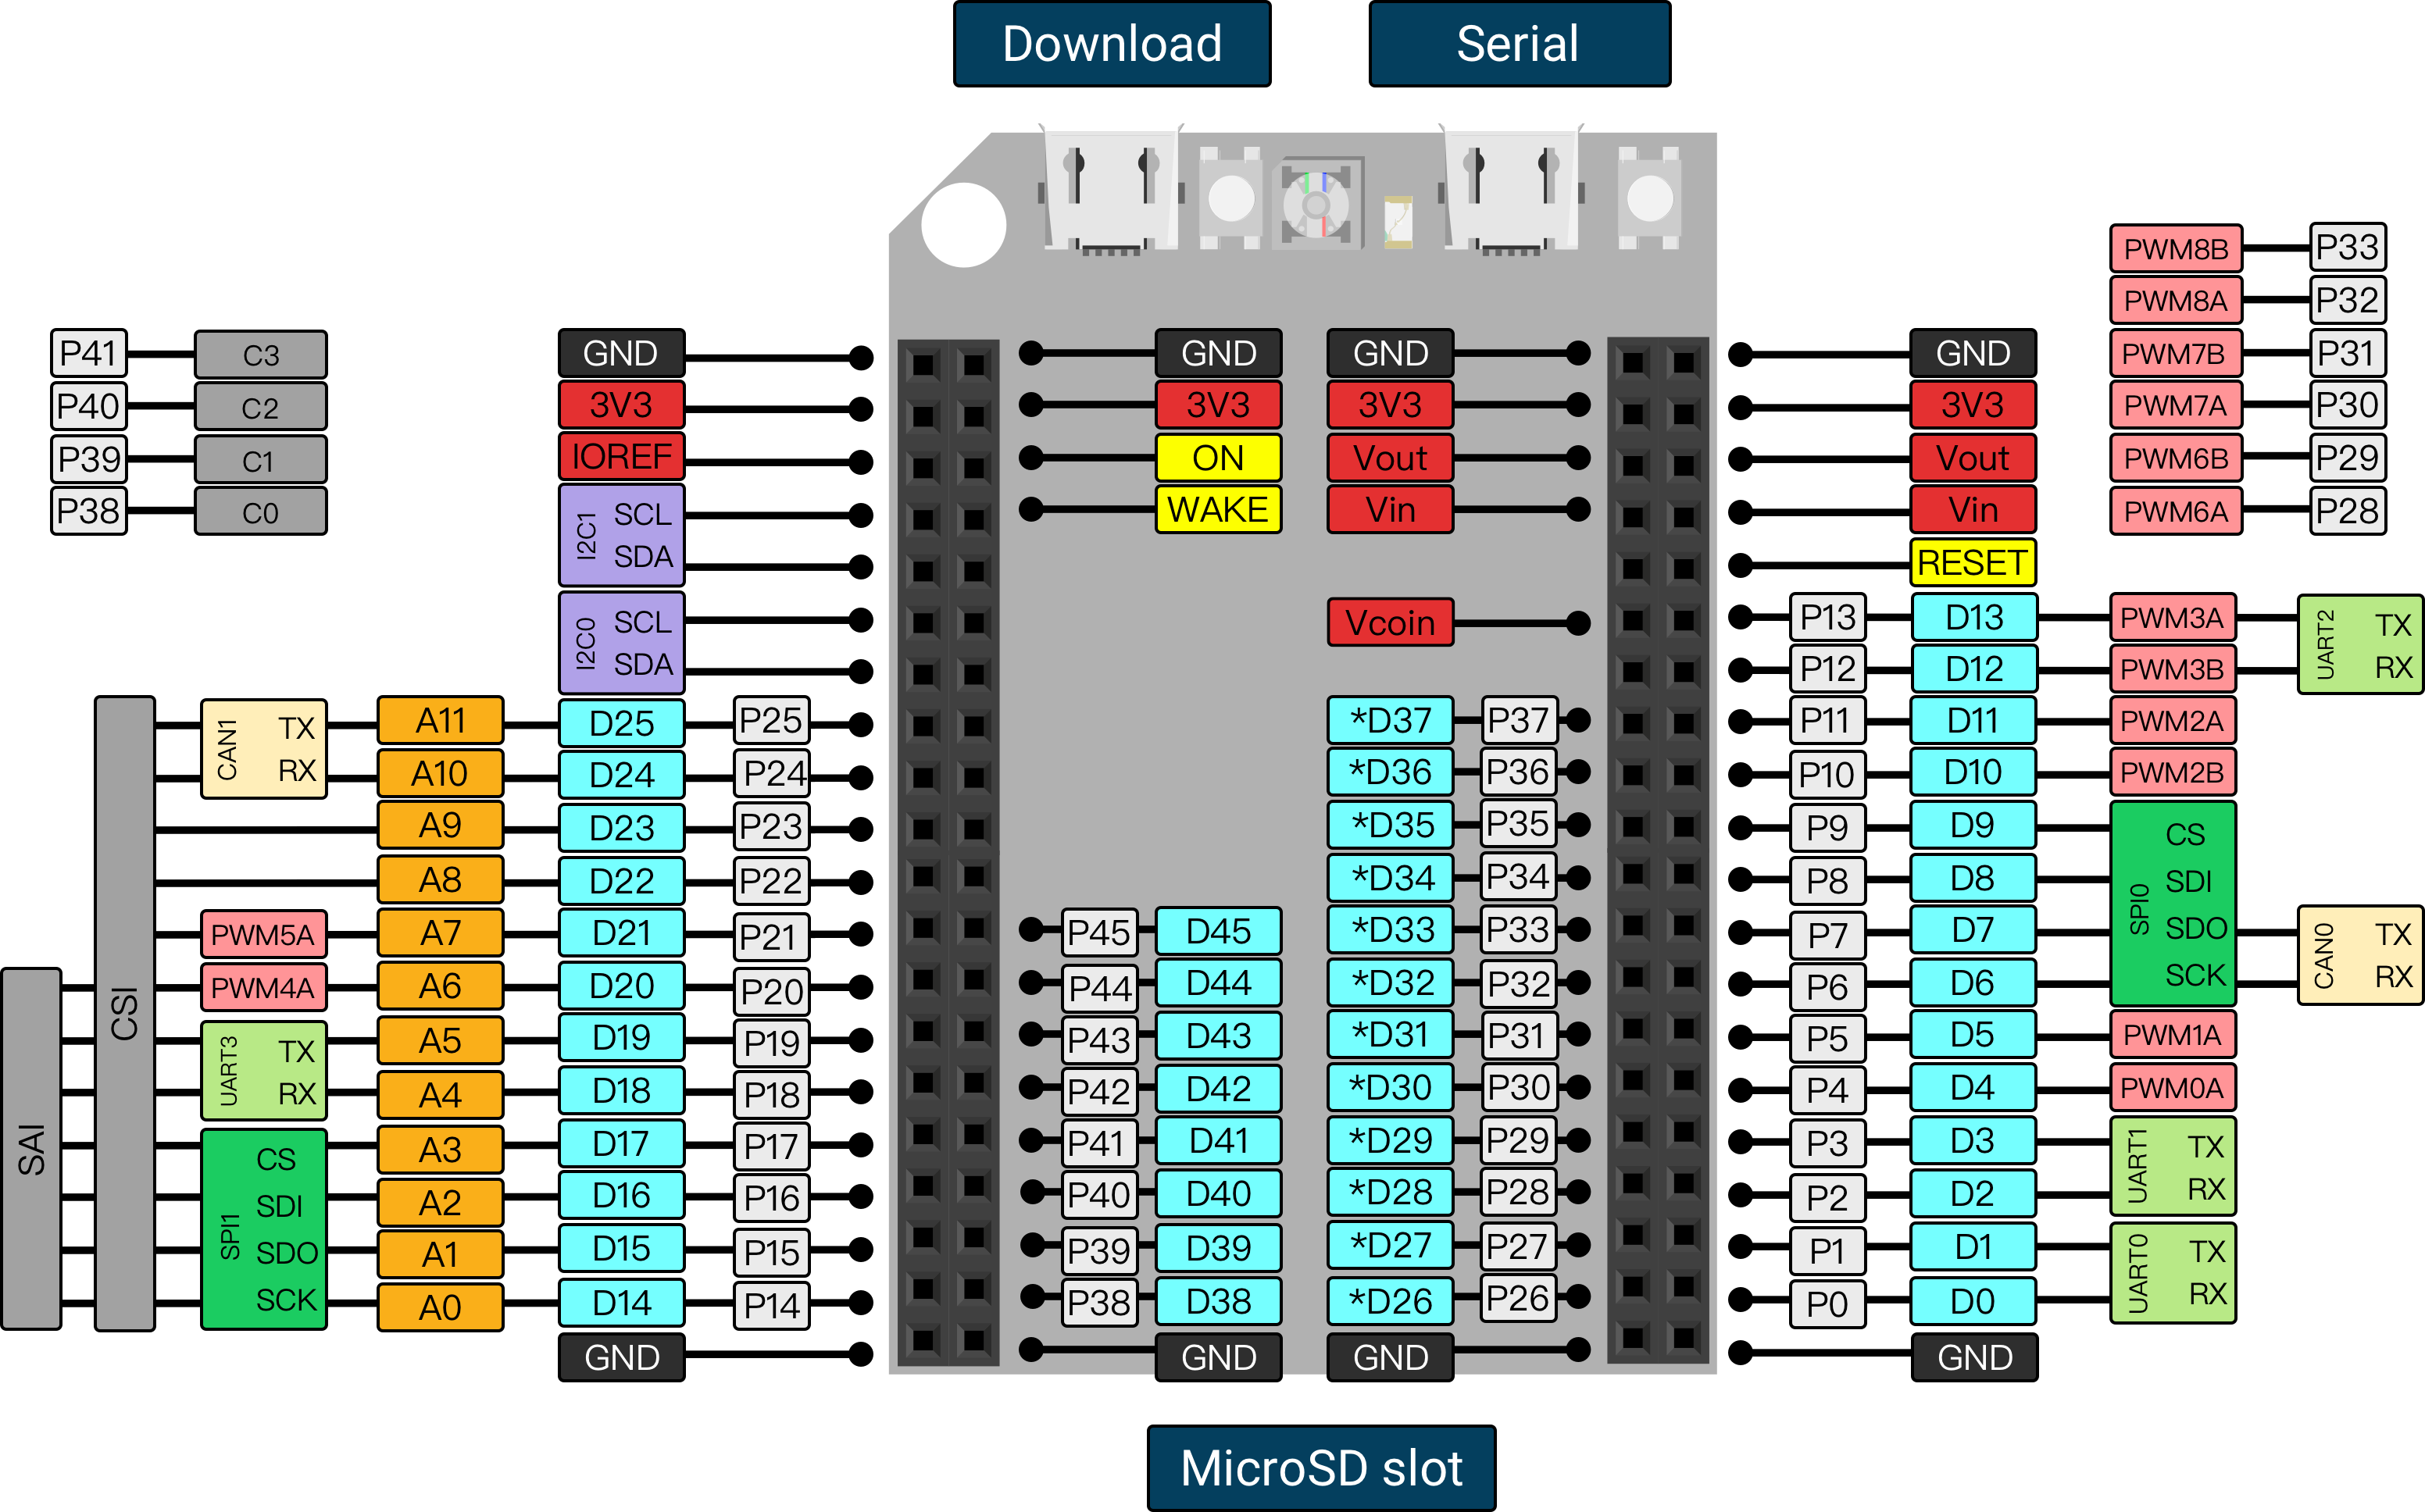 Download
Serial
P41 C3
P40 C2
P39 C1
P38 C0
GND
3V3
IOREF
I2C1 SCL
SDA
I2C0 SCL
SDA
CSI
SAI
CAN1 TX A11 D25 P25
RX A10 D24 P24
A9 D23 P23
A8 D22 P22
PWM5A A7 D21 P21
PWM4A A6 D20 P20
UART3 TX A5 D19 P19
RX A4 D18 P18
SPI1 CS A3 D17 P17
SDI A2 D16 P16
SDO A1 D15 P15
SCK A0 D14 P14
GND
GND
3V3
ON
WAKE
P45 D45
P44 D44
P43 D43
P42 D42
P41 D41
P40 D40
P39 D39
P38 D38
GND
GND
3V3
Vout
Vin
Vcoin
*D37 P37
*D36 P36
*D35 P35
*D34 P34
*D33 P33
*D32 P32
*D31 P31
*D30 P30
*D29 P29
*D28 P28
*D27 P27
*D26 P26
GND
GND
3V3
Vout
Vin
RESET
P13 D13 PWM3A UART2 TX
P12 D12 PWM3B RX
P11 D11 PWM2A
P10 D10 PWM2B
P9 D9 SPI0 CS
P8 D8 SDI
P7 D7 SDO CAN0 TX
P6 D6 SCK RX
P5 D5 PWM1A
P4 D4 PWM0A
P3 D3 UART1 TX
P2 D2 RX
P1 D1 UART0 TX
P0 D0 RX
GND
PWM8B P33
PWM8A P32
PWM7B P31
PWM7A P30
PWM6B P29
PWM6A P28
MicroSD slot